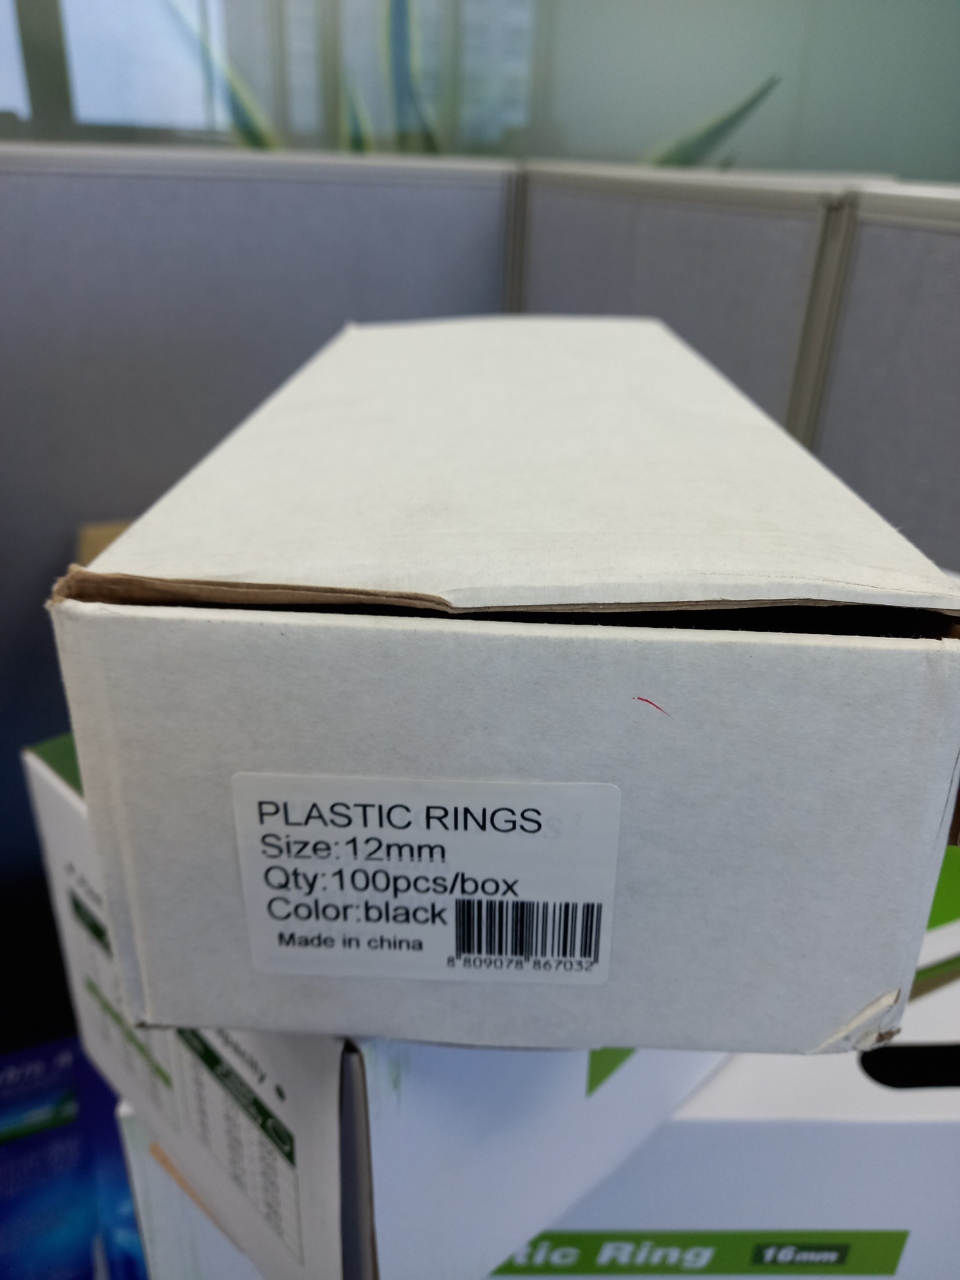 PLASTIC RINGS
Size:12mm
Qty:100pcs/box
Color:black
Made in china
8 809078 867032
tic Ring 16mm